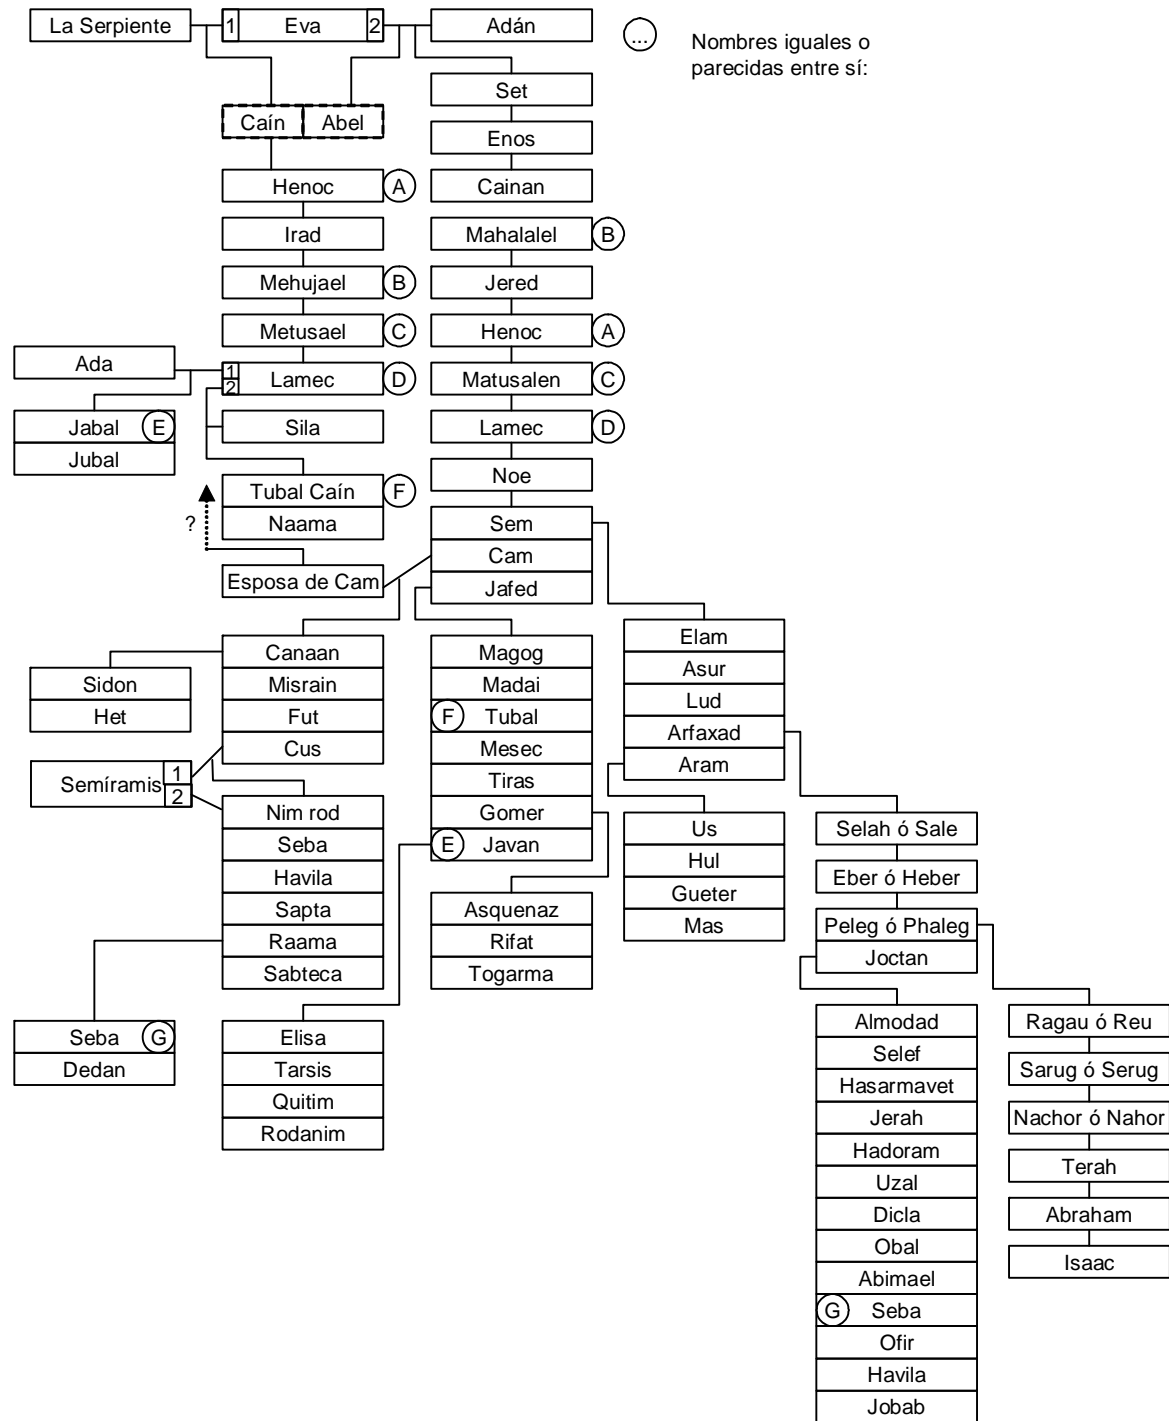 La Serpiente
1
Eva
2
Adán
...
Nombres iguales o
parecidas entre sí:
Set
Caín
Abel
Enos
Henoc
A
Cainan
Irad
Mahalalel
B
Mehujael
B
Jered
Metusael
C
Henoc
A
Ada
1
2
Lamec
D
Matusalen
C
Jabal
E
Jubal
Sila
Lamec
D
Tubal Caín
F
Naama
Noe
?
Esposa de Cam
Sem
Cam
Jafed
Canaan
Misrain
Fut
Cus
Magog
Madai
F
Tubal
Mesec
Tiras
Gomer
E
Javan
Elam
Asur
Lud
Arfaxad
Aram
Sidon
Het
Semíramis
1
2
Nim rod
Seba
Havila
Sapta
Raama
Sabteca
Us
Hul
Gueter
Mas
Selah ó Sale
Eber ó Heber
Peleg ó Phaleg
Joctan
Asquenaz
Rifat
Togarma
Seba
G
Dedan
Elisa
Tarsis
Quitim
Rodanim
Almodad
Selef
Hasarmavet
Jerah
Hadoram
Uzal
Dicla
Obal
Abimael
G
Seba
Ofir
Havila
Jobab
Ragau ó Reu
Sarug ó Serug
Nachor ó Nahor
Terah
Abraham
Isaac